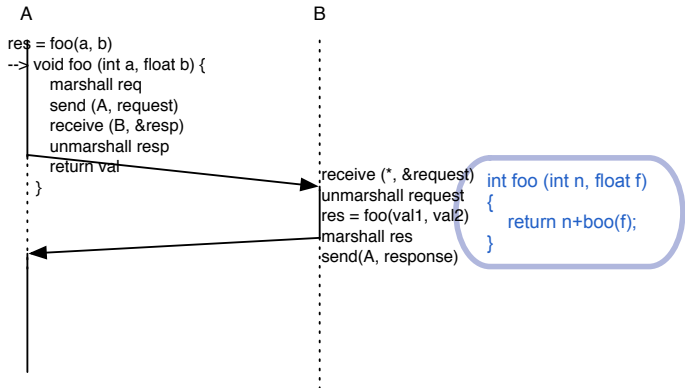 A
B
res = foo(a, b)
--> void foo (int a, float b) {
marshall req
send (A, request)
receive (B, &resp)
unmarshall resp
return val
}
receive (*, &request)
unmarshall request
res = foo(val1, val2)
marshall res
send(A, response)
int foo (int n, float f)
{
return n+boo(f);
}